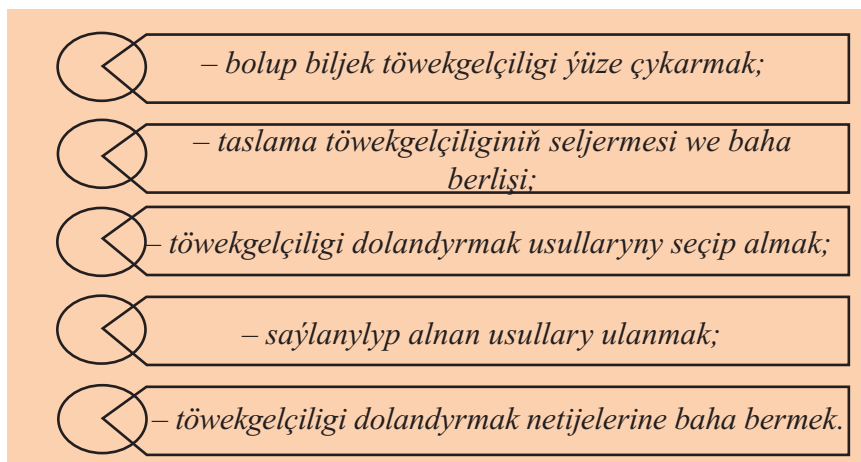 – bolup biljek töwekgelçiligi ýüze çykarmak;
– taslama töwekgelçiliginiň seljermesi we baha
berlişi;
– töwekgelçiligi dolandyrmak usullaryny seçip almak;
– saýlanylyp alnan usullary ulanmak;
– töwekgelçiligi dolandyrmak netijelerine baha bermek.